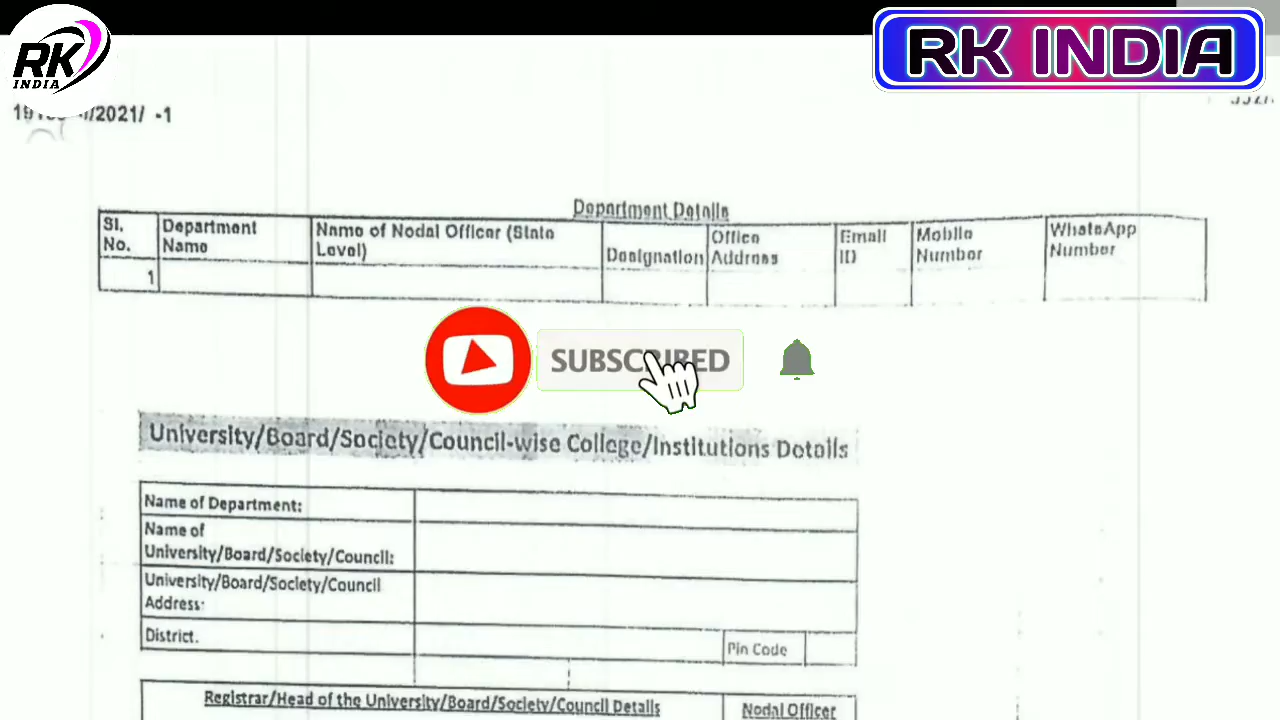 RK
INDIA
RK INDIA
/2021/ -1
Department Details
Sl. No.
Department Name
Name of Nodal Officer (State Level)
Designation
Office Address
Email ID
Mobile Number
WhatsApp Number
1
SUBSCRIBED
University/Board/Society/Council-wise College/Institutions Details
Name of Department:
Name of
University/Board/Society/Council:
University/Board/Society/Council
Address:
District.
Pin Code
Registrar/Head of the University/Board/Society/Council Details
Nodal Officer